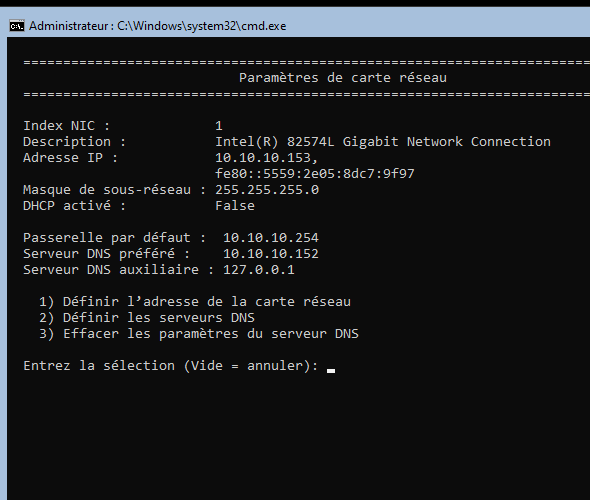 Administrateur : C:\Windows\system32\cmd.exe
Paramètres de carte réseau
Index NIC : 1
Description : Intel(R) 82574L Gigabit Network Connection
Adresse IP : 10.10.10.153,
fe80::5559:2e05:8dc7:9f97
Masque de sous-réseau : 255.255.255.0
DHCP activé : False
Passerelle par défaut : 10.10.10.254
Serveur DNS préféré : 10.10.10.152
Serveur DNS auxiliaire : 127.0.0.1
1) Définir l’adresse de la carte réseau
2) Définir les serveurs DNS
3) Effacer les paramètres du serveur DNS
Entrez la sélection (Vide = annuler):